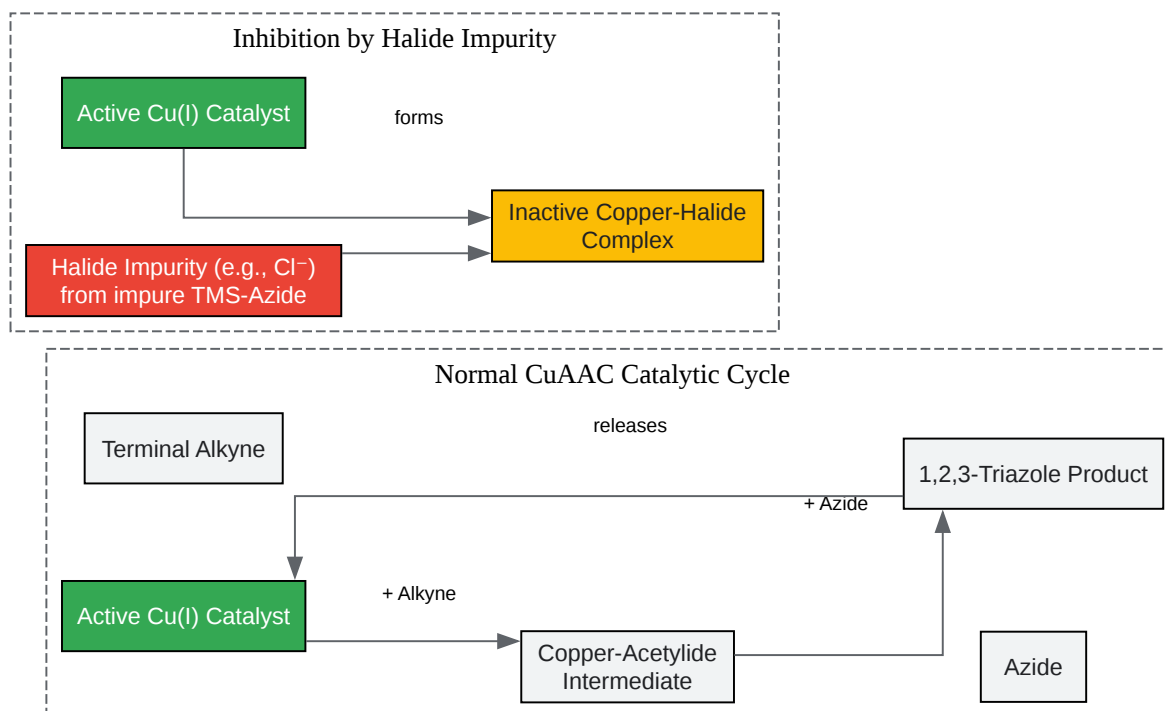 Inhibition by Halide Impurity
Active Cu(I) Catalyst
forms
Inactive Copper-Halide
Complex
Halide Impurity (e.g., Cl⁻)
from impure TMS-Azide
Normal CuAAC Catalytic Cycle
Terminal Alkyne
releases
1,2,3-Triazole Product
+ Azide
Active Cu(I) Catalyst
+ Alkyne
Copper-Acetylide
Intermediate
Azide